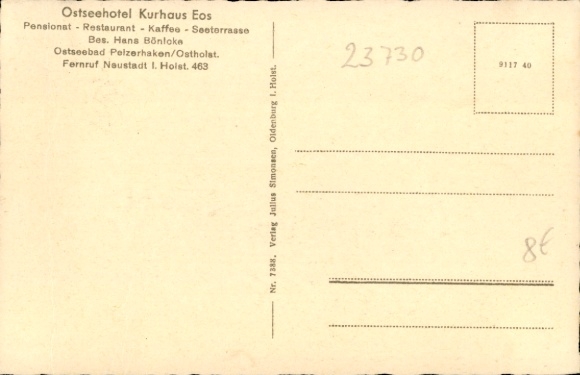 Ostseehotel Kurhaus Eos
Pensionat - Restaurant - Kaffee - Seeterrasse
Bes. Hans Bönloke
Ostseebad Pelzerhaken/Ostholst.
Fernruf Neustadt i. Holst. 463
23730
9117 40
Nr. 7388, Verlag Julius Simonsen, Oldenburg i. Holst.
8€